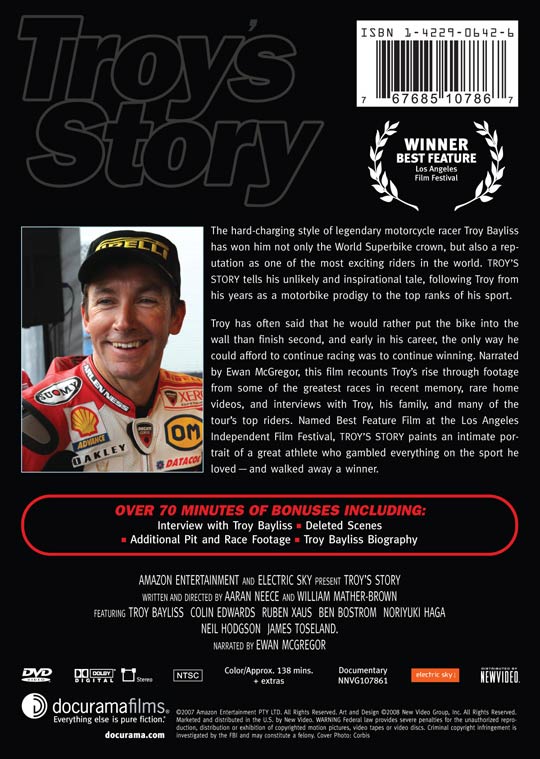 Troy's
Story
ISBN 1-4229-0642-6
7 67685 10786 7
WINNER
BEST FEATURE
Los Angeles
Film Festival
The hard-charging style of legendary motorcycle racer Troy Bayliss
has won him not only the World Superbike crown, but also a rep-
utation as one of the most exciting riders in the world. TROY'S
STORY tells his unlikely and inspirational tale, following Troy from
his years as a motorbike prodigy to the top ranks of his sport.
Troy has often said that he would rather put the bike into the
wall than finish second, and early in his career, the only way he
could afford to continue racing was to continue winning. Narrated
by Ewan McGregor, this film recounts Troy's rise through footage
from some of the greatest races in recent memory, rare home
videos, and interviews with Troy, his family, and many of the
tour's top riders. Named Best Feature Film at the Los Angeles
Independent Film Festival, TROY'S STORY paints an intimate por-
trait of a great athlete who gambled everything on the sport he
loved — and walked away a winner.
PIRELLI
SUOMY
MILENNESS
XEROX
SHELL
ADVANCE
DUCATI
CORSE
OM
OAKLEY
DATACOL
OVER 70 MINUTES OF BONUSES INCLUDING:
Interview with Troy Bayliss ▪ Deleted Scenes
▪ Additional Pit and Race Footage ▪ Troy Bayliss Biography
AMAZON ENTERTAINMENT AND ELECTRIC SKY PRESENT TROY'S STORY
WRITTEN AND DIRECTED BY AARAN NEECE AND WILLIAM MATHER-BROWN
FEATURING TROY BAYLISS COLIN EDWARDS RUBEN XAUS BEN BOSTROM NORIYUKI HAGA
NEIL HODGSON JAMES TOSELAND.
NARRATED BY EWAN MCGREGOR
DVD VIDEO
DOLBY DIGITAL
Stereo
NTSC
Color/Approx. 138 mins.
+ extras
Documentary
NNVG107861
electric sky:
DISTRIBUTED BY
NEWVIDEO.
docuramafilms®
Everything else is pure fiction.™
docurama.com
©2007 Amazon Entertainment PTY LTD. All Rights Reserved. Art and Design ©2008 New Video Group, Inc. All Rights Reserved.
Marketed and distributed in the U.S. by New Video. WARNING Federal law provides severe penalties for the unauthorized repro-
duction, distribution or exhibition of copyrighted motion pictures, video tapes or video discs. Criminal copyright infringement is
investigated by the FBI and may constitute a felony. Cover Photo: Corbis